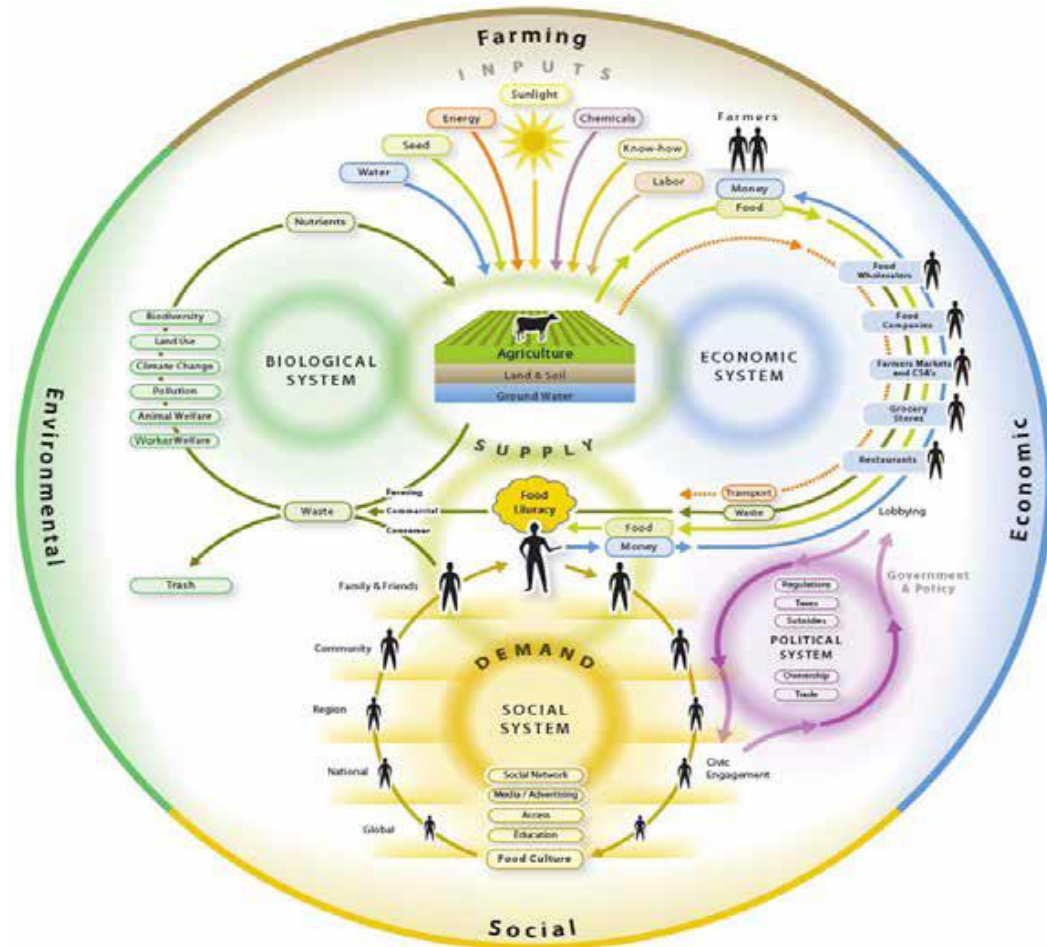 Farming
INPUTS
Sunlight
Energy
Chemicals
Seed
Know-how
Water
Labor
Farmers
Money
Food
Nutrients
Food
Wholesalers
Food
Companies
Farmers Markets
and CSA's
Grocery
Stores
Restaurants
Biodiversity
Land Use
Climate Change
Pollution
Animal Welfare
Worker Welfare
BIOLOGICAL
SYSTEM
Agriculture
Land & Soil
Ground Water
ECONOMIC
SYSTEM
Environmental
Economic
SUPPLY
Farming
Commercial
Consumer
Waste
Trash
Food
Literacy
Transport
Waste
Food
Money
Lobbying
Government
& Policy
Regulations
Taxes
Subsidies
POLITICAL
SYSTEM
Ownership
Trade
Civic
Engagement
Family & Friends
Community
Region
National
Global
DEMAND
SOCIAL
SYSTEM
Social Network
Media / Advertising
Access
Education
Food Culture
Social